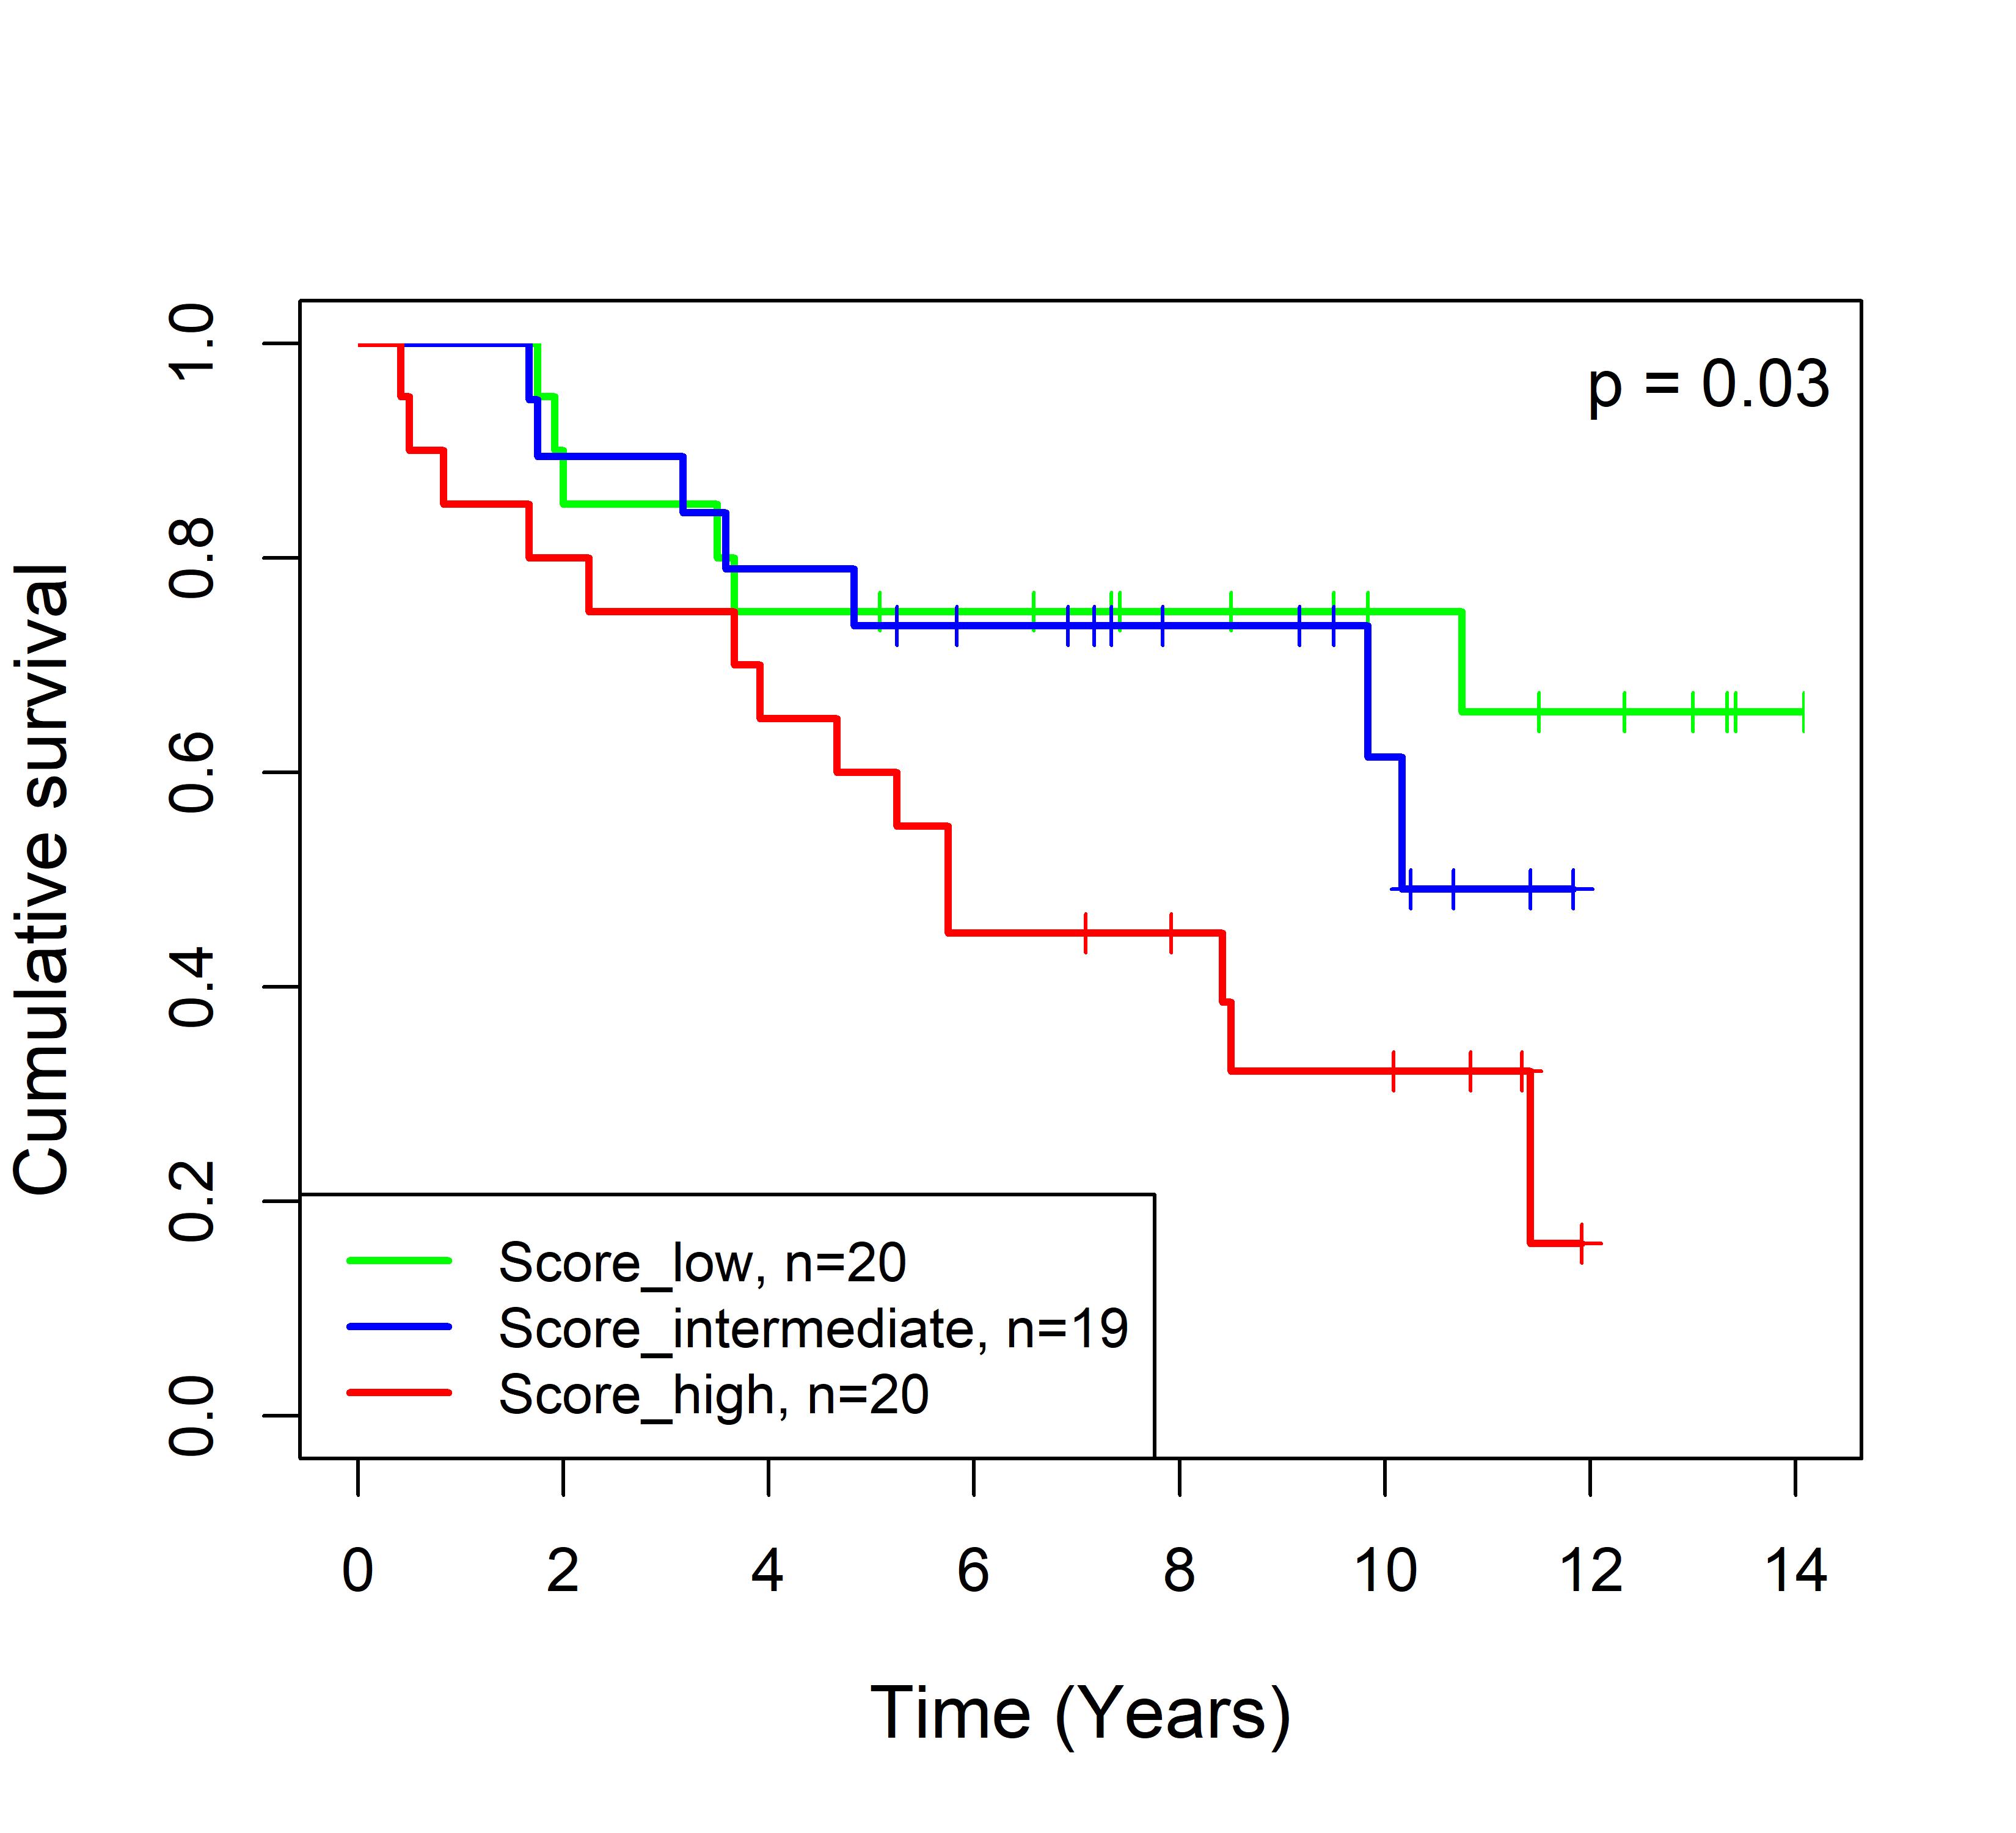 p = 0.03
Cumulative survival
1.0
0.8
0.6
0.4
0.2
0.0
Score_low, n=20
Score_intermediate, n=19
Score_high, n=20
0 2 4 6 8 10 12 14
Time (Years)